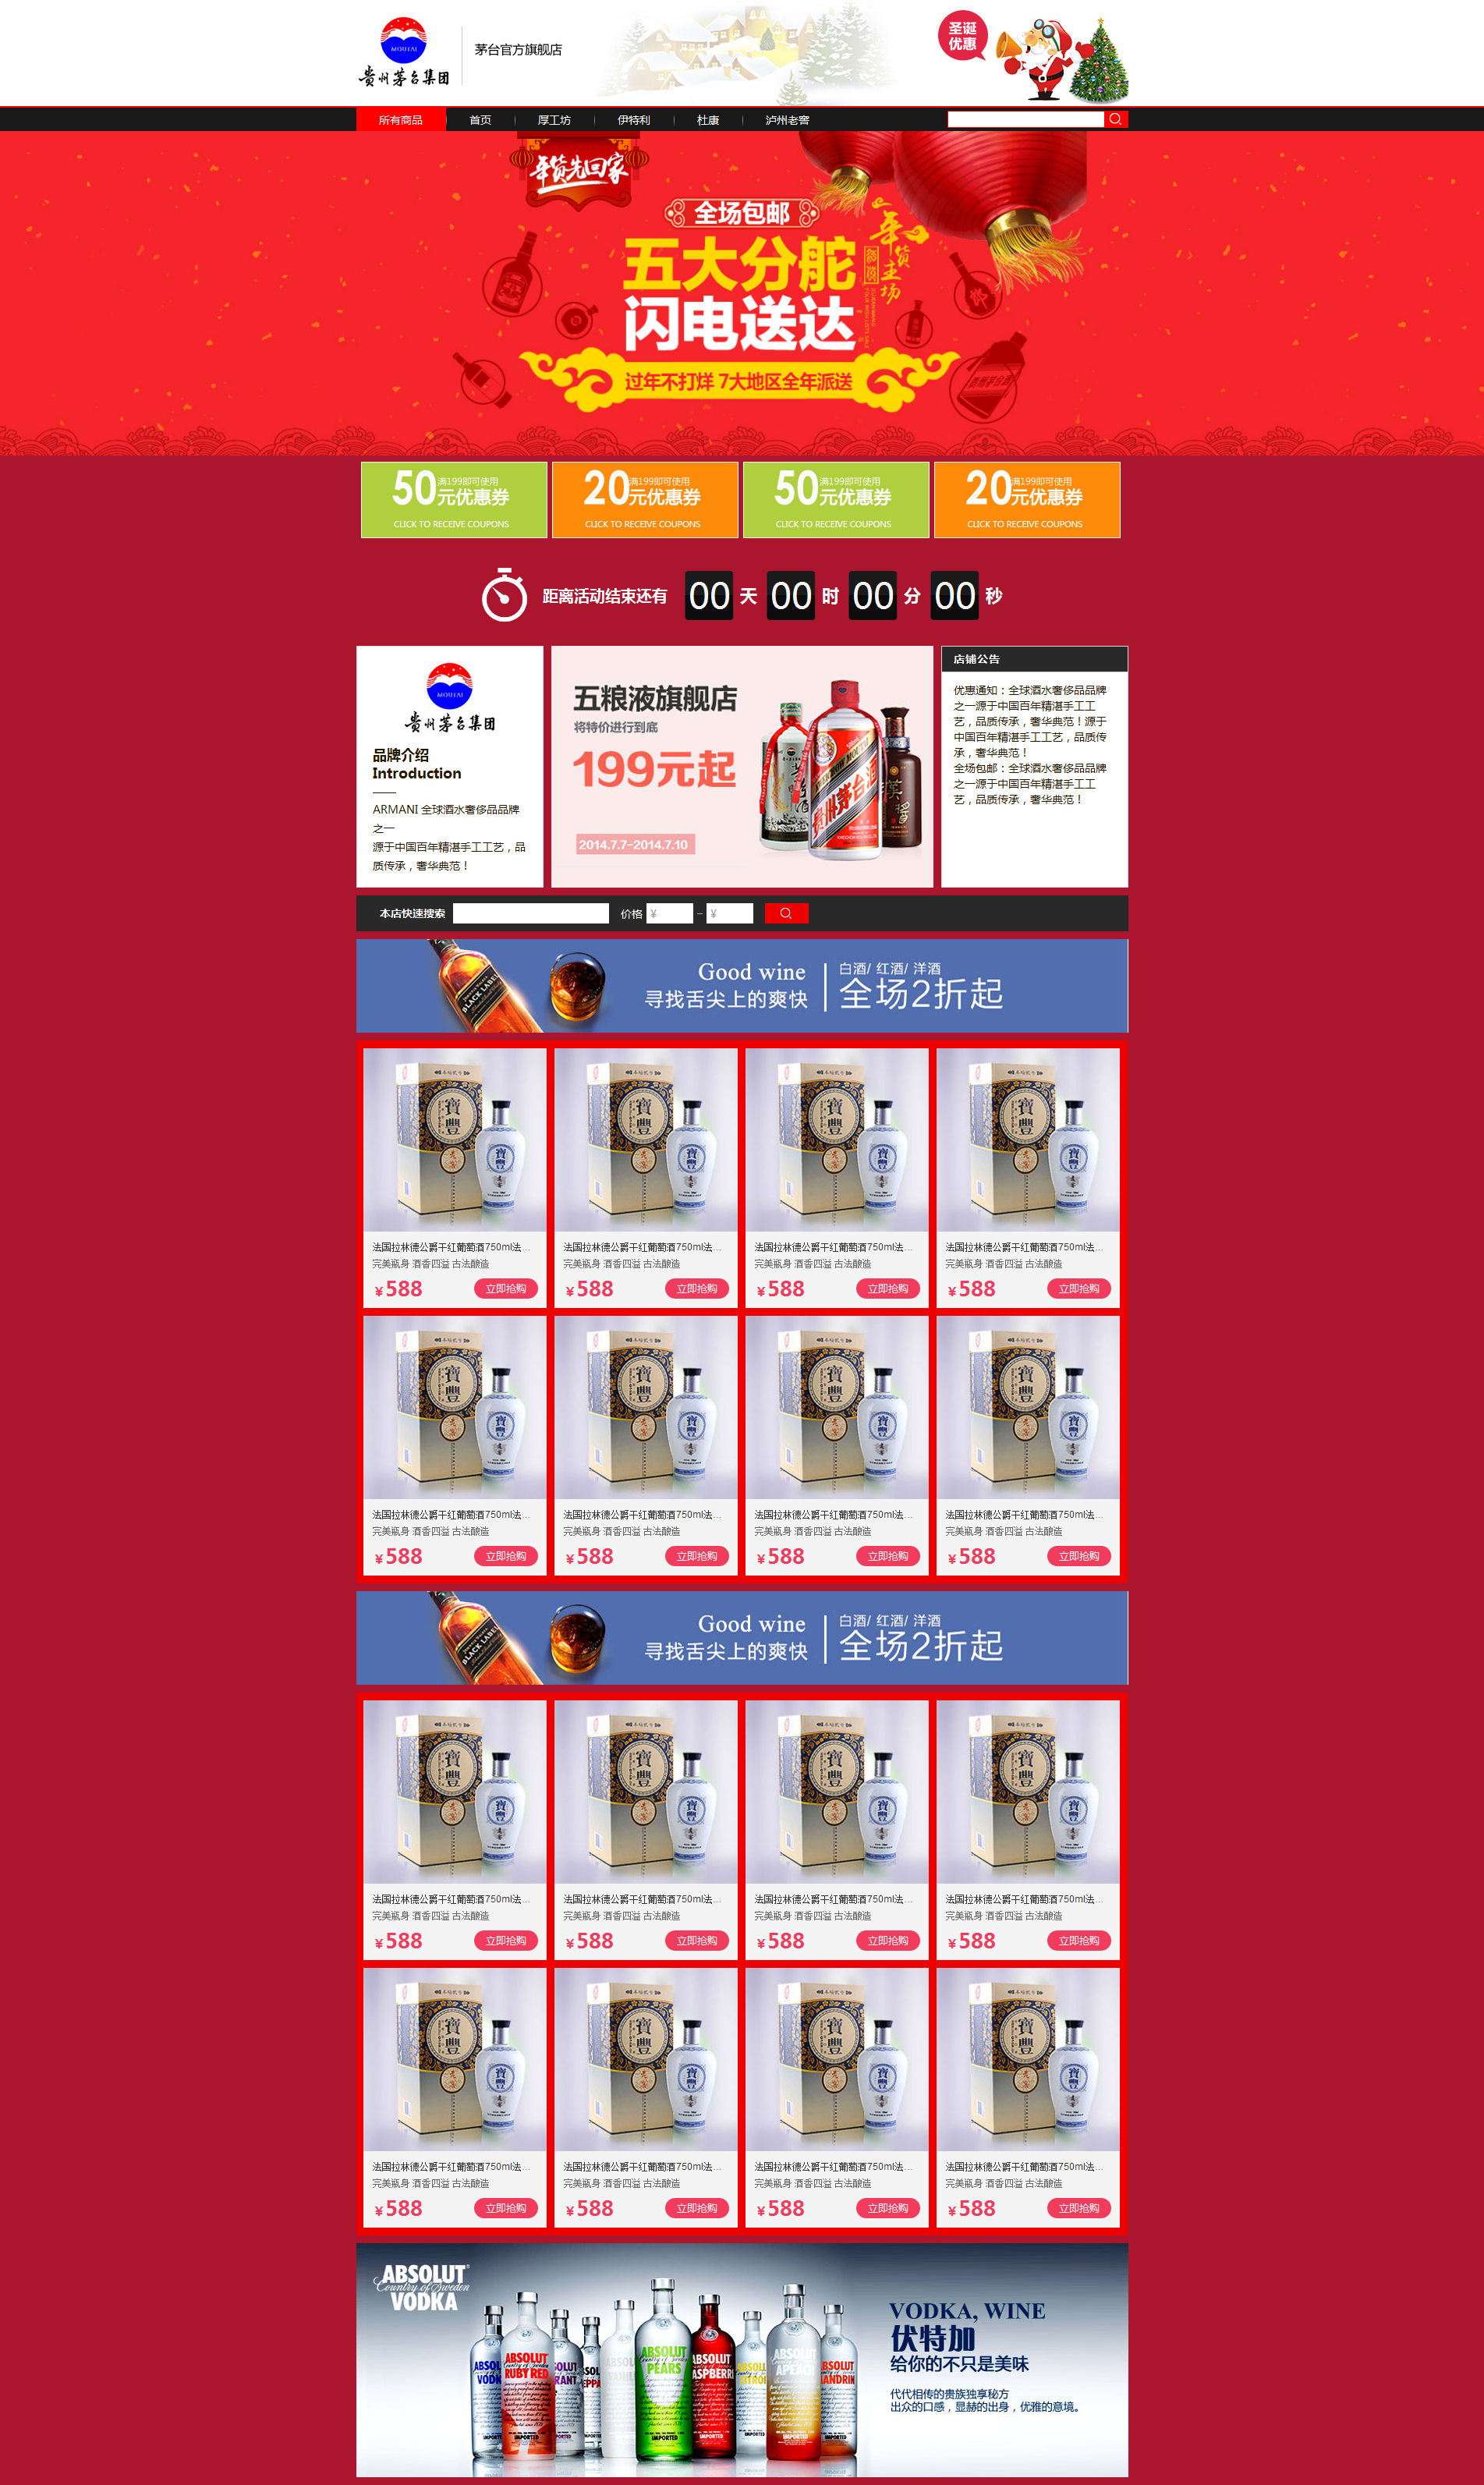 MOUTAI
贵州茅台集团
茅台官方旗舰店
圣诞
优惠
所有商品
首页
厚工坊
伊特利
杜康
泸州老窖
年货先回家
全场包邮
五大分舵
闪电送达
年货主场
过年不打烊 7大地区全年派送
50 满199即可使用
元优惠券
CLICK TO RECEIVE COUPONS
20 满199即可使用
元优惠券
CLICK TO RECEIVE COUPONS
50 满199即可使用
元优惠券
CLICK TO RECEIVE COUPONS
20 满199即可使用
元优惠券
CLICK TO RECEIVE COUPONS
距离活动结束还有 00 天 00 时 00 分 00 秒
MOUTAI
贵州茅台集团
品牌介绍
Introduction
ARMANI 全球酒水奢侈品品牌
之一
源于中国百年精湛手工工艺，品
质传承，奢华典范！
五粮液旗舰店
将特价进行到底
199元起
2014.7.7-2014.7.10
贵州茅台酒
店铺公告
优惠通知：全球酒水奢侈品品牌
之一源于中国百年精湛手工工
艺，品质传承，奢华典范！源于
中国百年精湛手工工艺，品质传
承，奢华典范！
全场包邮：全球酒水奢侈品品牌
之一源于中国百年精湛手工工
艺，品质传承，奢华典范！
本店快速搜索 价格 ¥ – ¥
BLACK LABEL
Good wine
寻找舌尖上的爽快
白酒/ 红酒/ 洋酒
全场2折起
寶豐 寶豐 寶豐 寶豐
法国拉林德公爵干红葡萄酒750ml法... 法国拉林德公爵干红葡萄酒750ml法... 法国拉林德公爵干红葡萄酒750ml法... 法国拉林德公爵干红葡萄酒750ml法...
完美瓶身 酒香四溢 古法酿造 完美瓶身 酒香四溢 古法酿造 完美瓶身 酒香四溢 古法酿造 完美瓶身 酒香四溢 古法酿造
¥588 立即抢购 ¥588 立即抢购 ¥588 立即抢购 ¥588 立即抢购
寶豐 寶豐 寶豐 寶豐
法国拉林德公爵干红葡萄酒750ml法... 法国拉林德公爵干红葡萄酒750ml法... 法国拉林德公爵干红葡萄酒750ml法... 法国拉林德公爵干红葡萄酒750ml法...
完美瓶身 酒香四溢 古法酿造 完美瓶身 酒香四溢 古法酿造 完美瓶身 酒香四溢 古法酿造 完美瓶身 酒香四溢 古法酿造
¥588 立即抢购 ¥588 立即抢购 ¥588 立即抢购 ¥588 立即抢购
BLACK LABEL
Good wine
寻找舌尖上的爽快
白酒/ 红酒/ 洋酒
全场2折起
寶豐 寶豐 寶豐 寶豐
法国拉林德公爵干红葡萄酒750ml法... 法国拉林德公爵干红葡萄酒750ml法... 法国拉林德公爵干红葡萄酒750ml法... 法国拉林德公爵干红葡萄酒750ml法...
完美瓶身 酒香四溢 古法酿造 完美瓶身 酒香四溢 古法酿造 完美瓶身 酒香四溢 古法酿造 完美瓶身 酒香四溢 古法酿造
¥588 立即抢购 ¥588 立即抢购 ¥588 立即抢购 ¥588 立即抢购
寶豐 寶豐 寶豐 寶豐
法国拉林德公爵干红葡萄酒750ml法... 法国拉林德公爵干红葡萄酒750ml法... 法国拉林德公爵干红葡萄酒750ml法... 法国拉林德公爵干红葡萄酒750ml法...
完美瓶身 酒香四溢 古法酿造 完美瓶身 酒香四溢 古法酿造 完美瓶身 酒香四溢 古法酿造 完美瓶身 酒香四溢 古法酿造
¥588 立即抢购 ¥588 立即抢购 ¥588 立即抢购 ¥588 立即抢购
ABSOLUT
Country of Sweden
VODKA
ABSOLUT
RUBY RED
ABSOLUT
PEARS
VODKA, WINE
伏特加
给你的不只是美味
代代相传的贵族独享秘方
出众的口感，显赫的出身，优雅的意境。